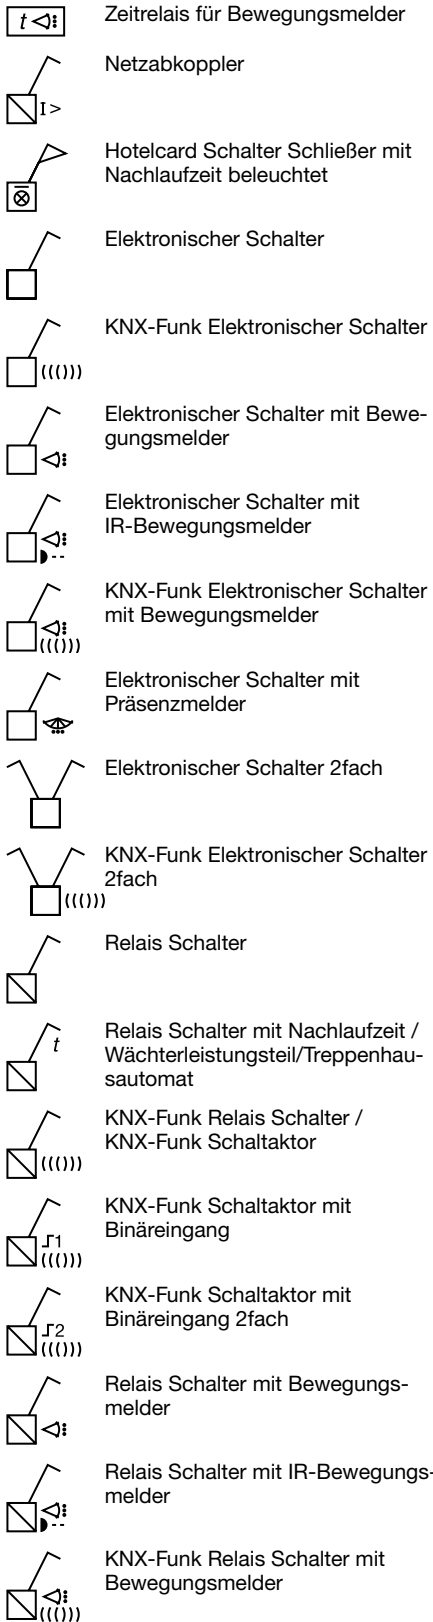 t
Zeitrelais für Bewegungsmelder
Netzabkoppler
I >
Hotelcard Schalter Schließer mit
Nachlaufzeit beleuchtet
Elektronischer Schalter
KNX-Funk Elektronischer Schalter
Elektronischer Schalter mit Bewe-
gungsmelder
Elektronischer Schalter mit
IR-Bewegungsmelder
KNX-Funk Elektronischer Schalter
mit Bewegungsmelder
Elektronischer Schalter mit
Präsenzmelder
Elektronischer Schalter 2fach
KNX-Funk Elektronischer Schalter
2fach
Relais Schalter
Relais Schalter mit Nachlaufzeit /
t
Wächterleistungsteil/Treppenhau-
sautomat
KNX-Funk Relais Schalter /
KNX-Funk Schaltaktor
KNX-Funk Schaltaktor mit
Binäreingang
1
KNX-Funk Schaltaktor mit
Binäreingang 2fach
2
Relais Schalter mit Bewegungs-
melder
Relais Schalter mit IR-Bewegungs-
melder
KNX-Funk Relais Schalter mit
Bewegungsmelder